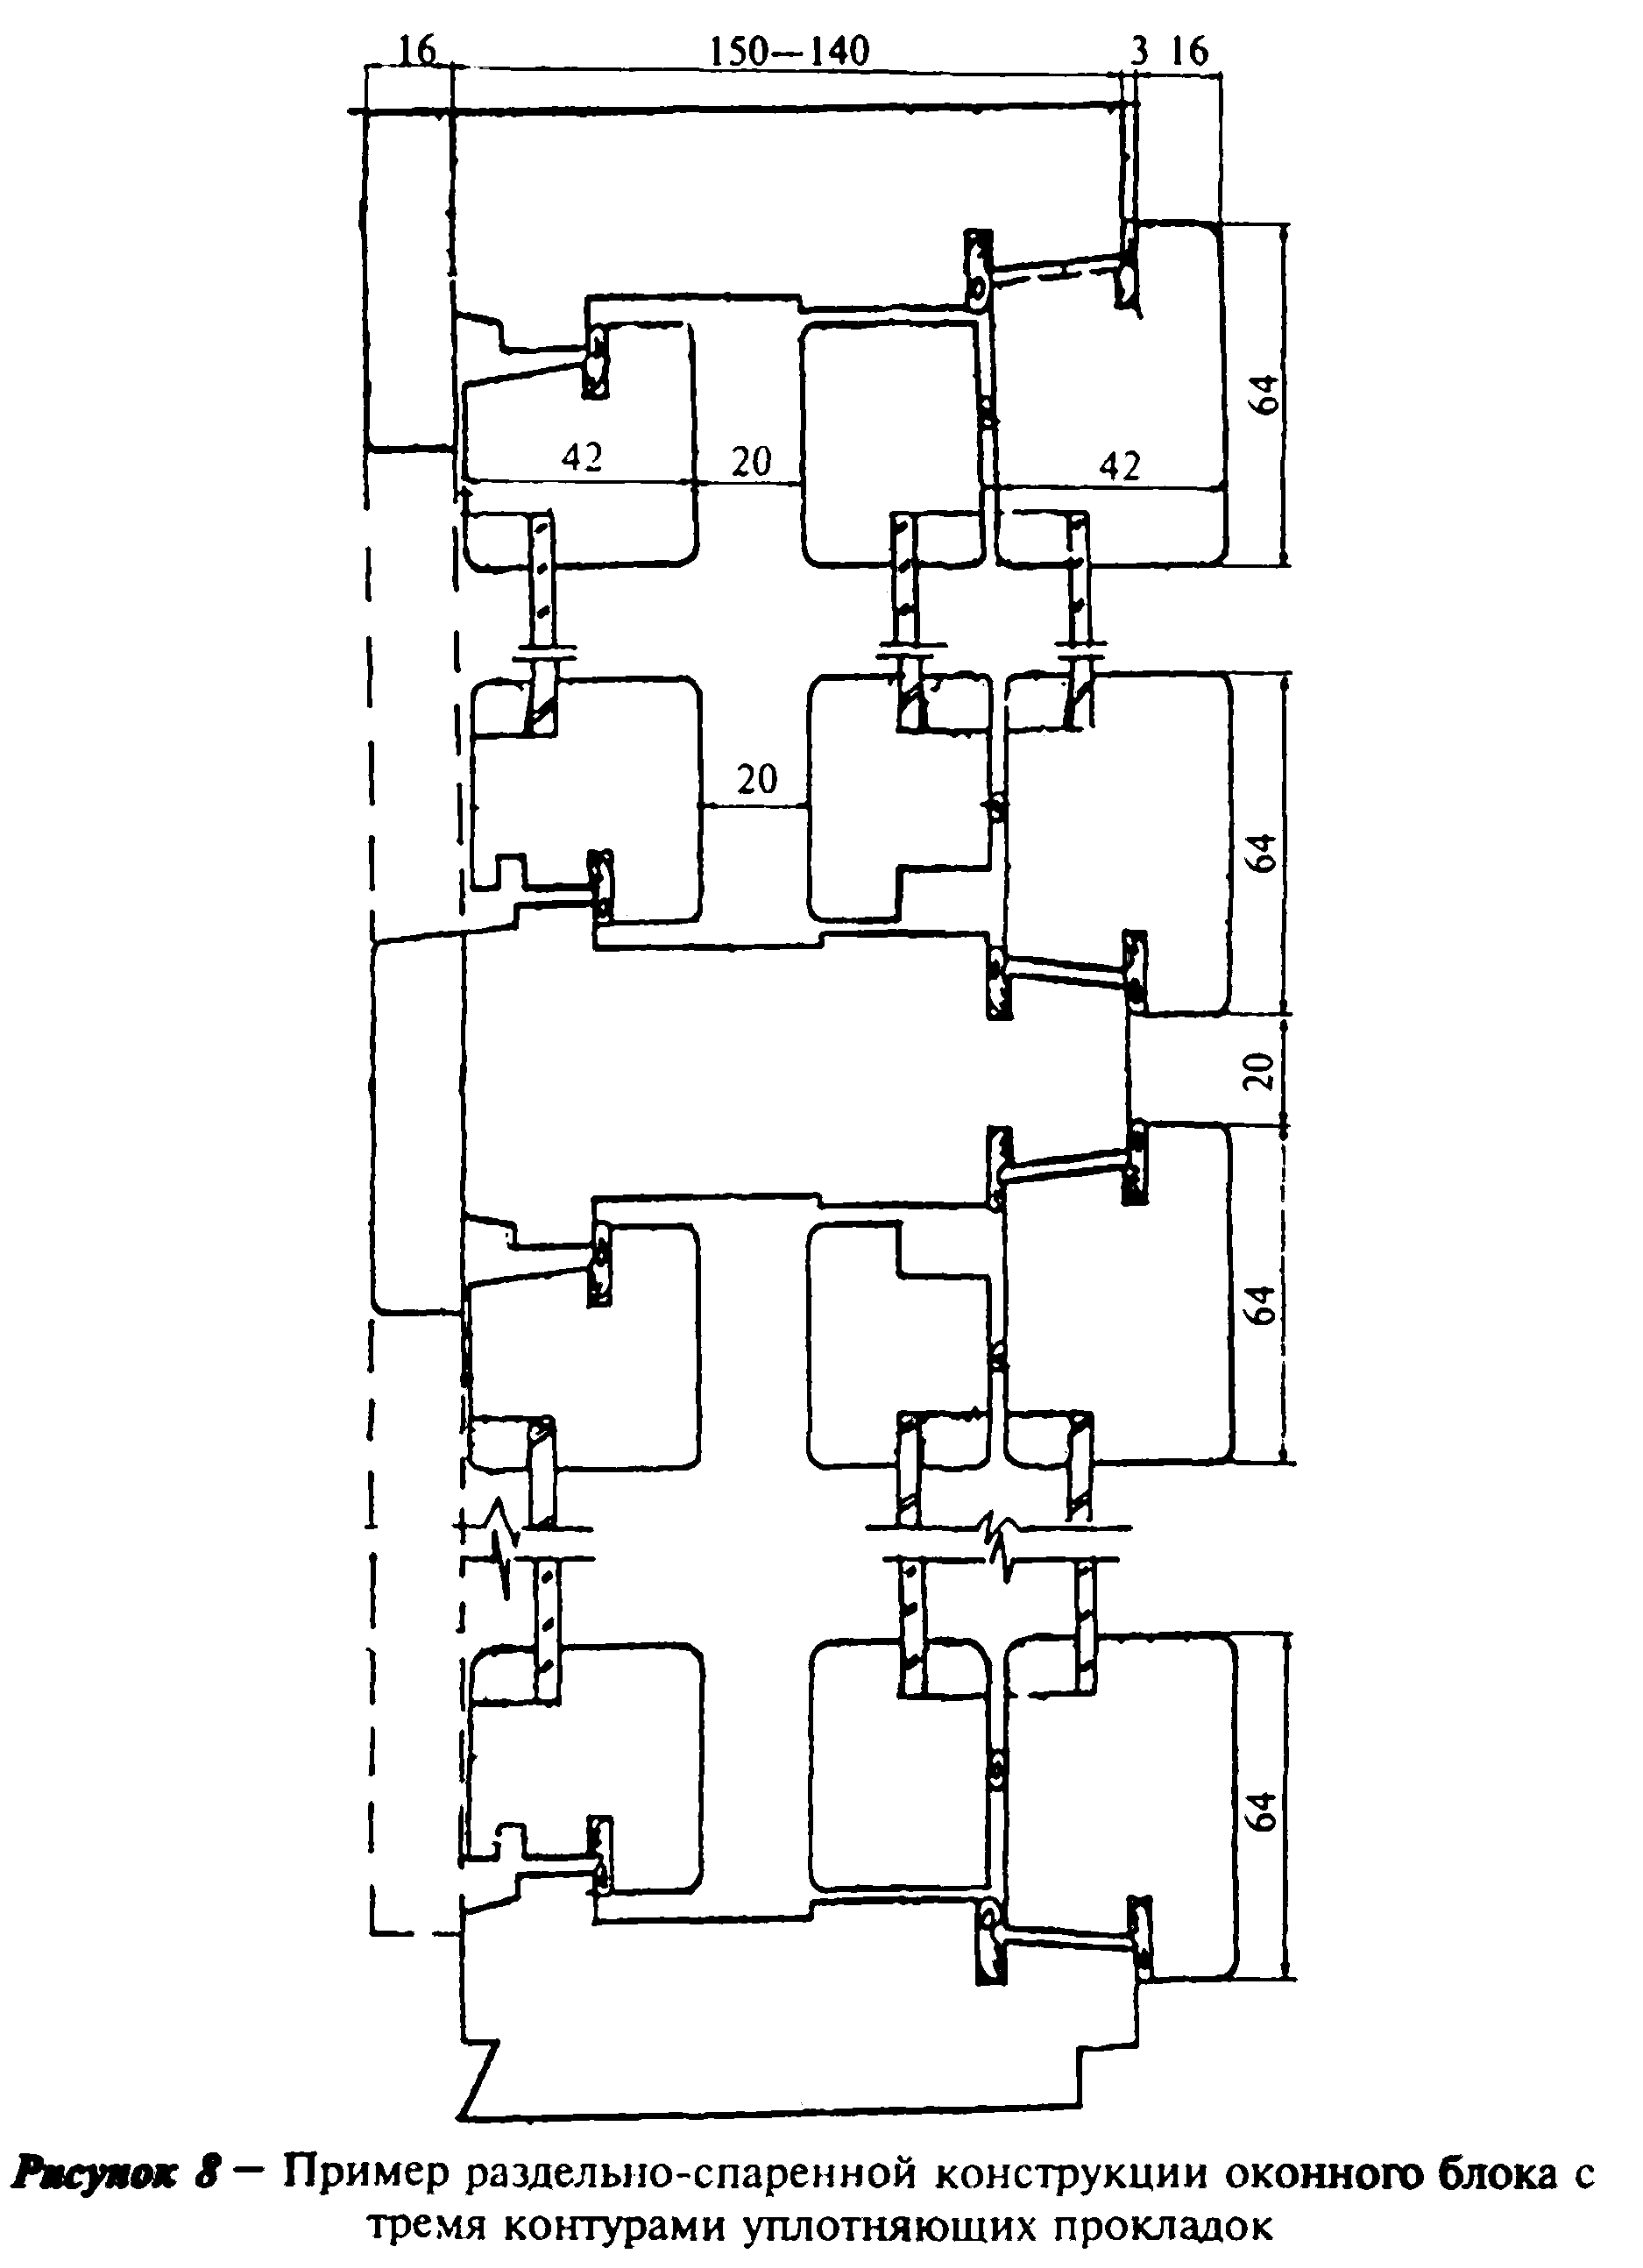 16 150—140 3 16
64
42 20 42
20
64
20
64
64
Рисунок 8 — Пример раздельно-спаренной конструкции оконного блока с
тремя контурами уплотняющих прокладок